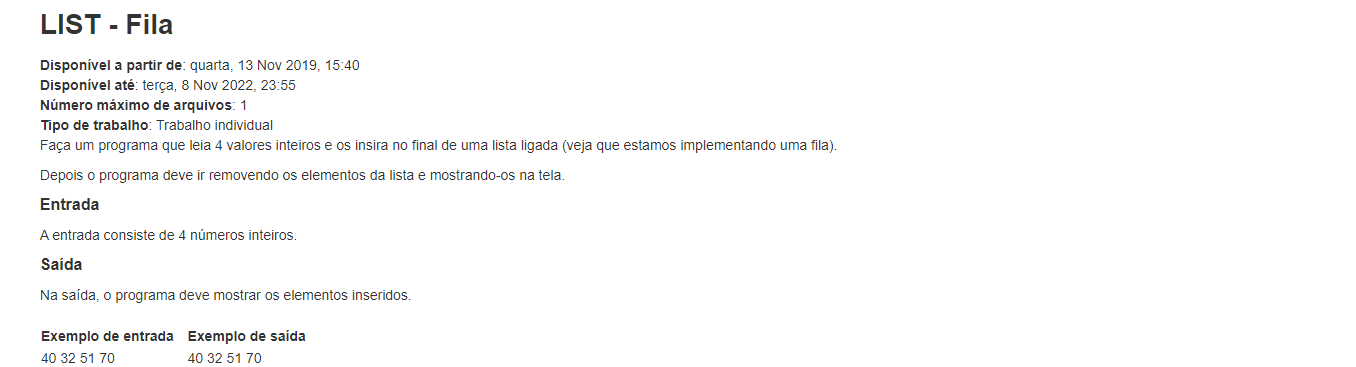 LIST - Fila
Disponível a partir de: quarta, 13 Nov 2019, 15:40
Disponível até: terça, 8 Nov 2022, 23:55
Número máximo de arquivos: 1
Tipo de trabalho: Trabalho individual
Faça um programa que leia 4 valores inteiros e os insira no final de uma lista ligada (veja que estamos implementando uma fila).
Depois o programa deve ir removendo os elementos da lista e mostrando-os na tela.
Entrada
A entrada consiste de 4 números inteiros.
Saída
Na saída, o programa deve mostrar os elementos inseridos.
Exemplo de entrada Exemplo de saída
40 32 51 70 40 32 51 70